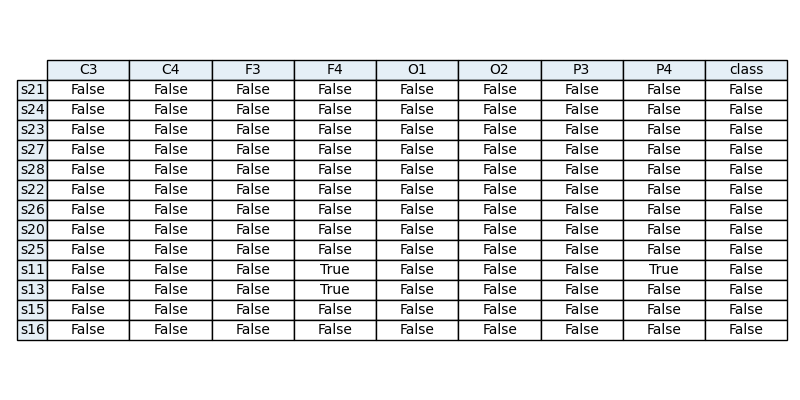 C3 C4 F3 F4 O1 O2 P3 P4 class
s21 False False False False False False False False False
s24 False False False False False False False False False
s23 False False False False False False False False False
s27 False False False False False False False False False
s28 False False False False False False False False False
s22 False False False False False False False False False
s26 False False False False False False False False False
s20 False False False False False False False False False
s25 False False False False False False False False False
s11 False False False True False False False True False
s13 False False False True False False False False False
s15 False False False False False False False False False
s16 False False False False False False False False False